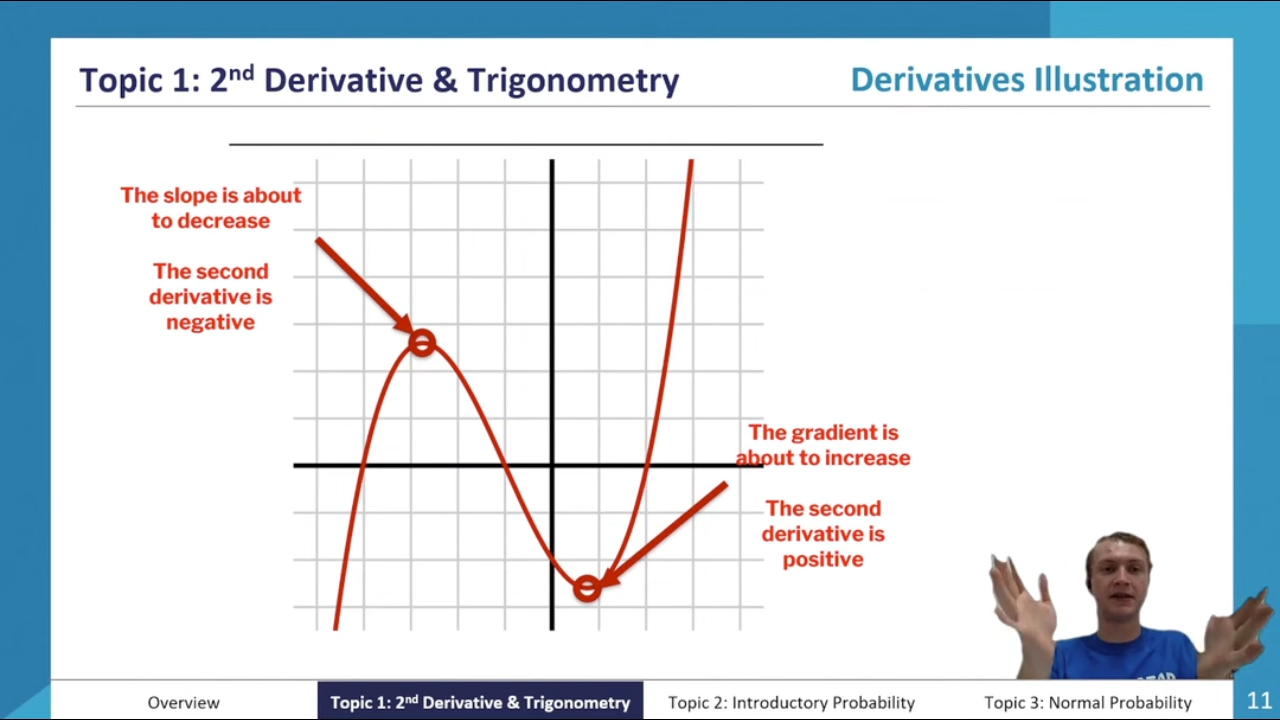 Topic 1: 2nd Derivative & Trigonometry
Derivatives Illustration
The slope is about
to decrease
The second
derivative is
negative
The gradient is
about to increase
The second
derivative is
positive
Overview
Topic 1: 2nd Derivative & Trigonometry
Topic 2: Introductory Probability
Topic 3: Normal Probability
11